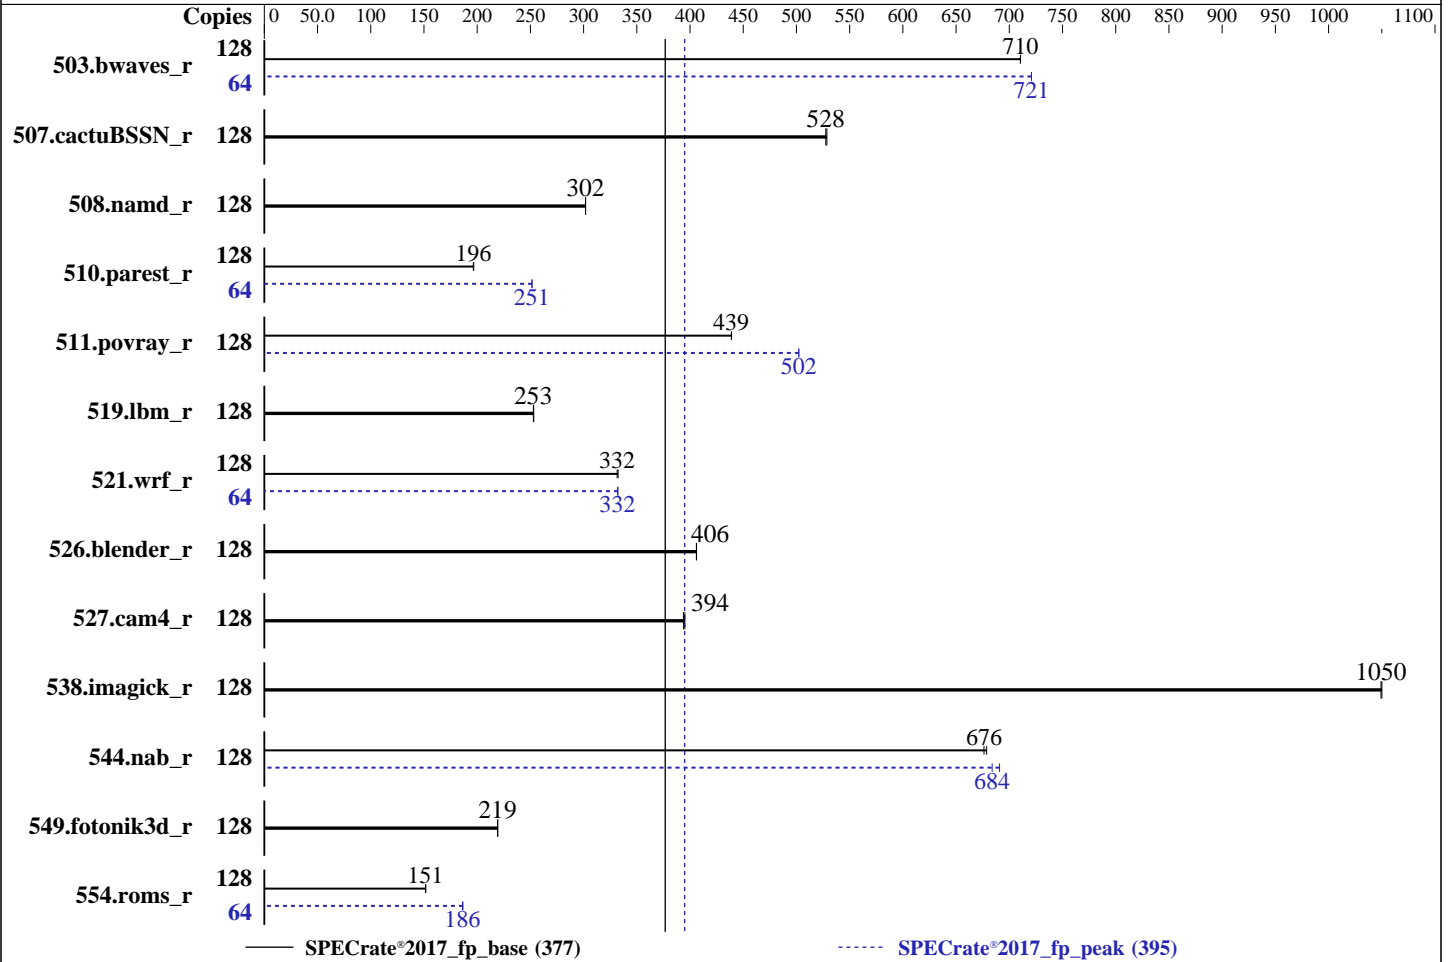 Copies 0 50.0 100 150 200 250 300 350 400 450 500 550 600 650 700 750 800 850 900 950 1000 1100
503.bwaves_r 128 710
64 721
507.cactuBSSN_r 128 528
508.namd_r 128 302
510.parest_r 128 196
64 251
511.povray_r 128 439
502
519.lbm_r 128 253
521.wrf_r 128 332
64 332
526.blender_r 128 406
527.cam4_r 128 394
538.imagick_r 128 1050
544.nab_r 128 676
684
549.fotonik3d_r 128 219
554.roms_r 128 151
64 186
SPECrate®2017_fp_base (377) SPECrate®2017_fp_peak (395)